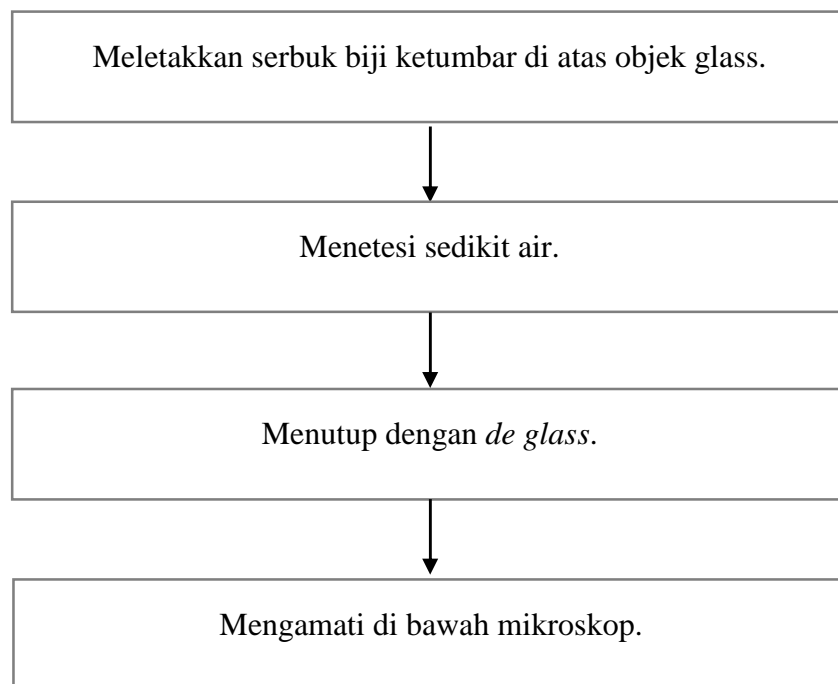 Meletakkan serbuk biji ketumbar di atas objek glass.
Menetesi sedikit air.
Menutup dengan de glass.
Mengamati di bawah mikroskop.